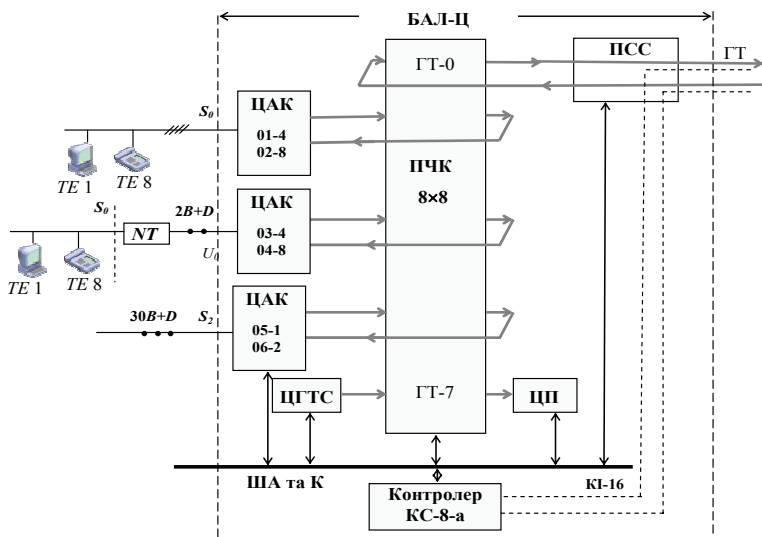 БАЛ-Ц
ГТ-0
ПСС
ГТ
S0
ЦАК
01-4
02-8
ПЧК
8×8
TE 1
TE 8
S0
2B+D
NT
U0
ЦАК
03-4
04-8
TE 1
TE 8
30B+D
S2
ЦАК
05-1
06-2
ЦГТС
ГТ-7
ЦП
ША та К
КІ-16
Контролер
КС-8-а